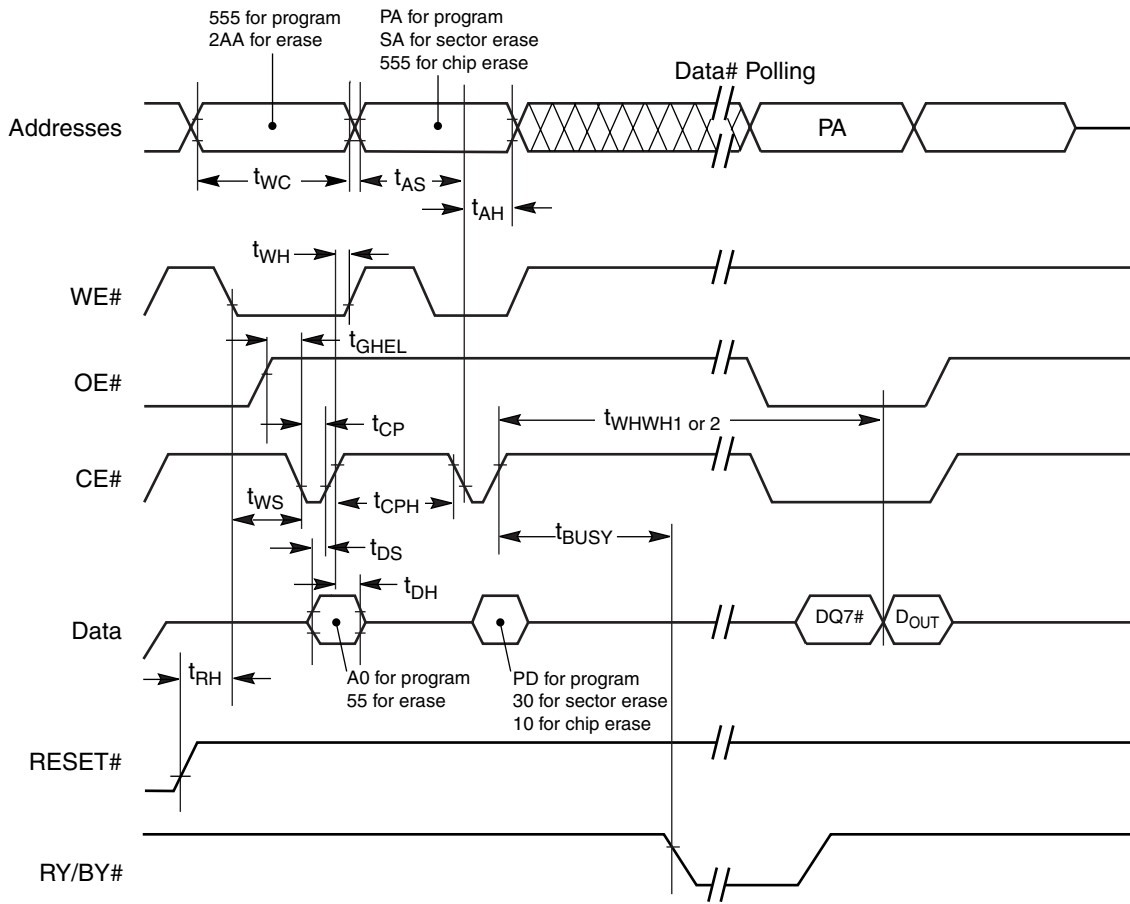 555 for program
2AA for erase
PA for program
SA for sector erase
555 for chip erase
Data# Polling
Addresses
PA
tWC
tAS
tAH
tWH
WE#
tGHEL
OE#
tWHWH1 or 2
tCP
CE#
tWS
tCPH
tBUSY
tDS
tDH
Data
DQ7#
DOUT
tRH
A0 for program
55 for erase
PD for program
30 for sector erase
10 for chip erase
RESET#
RY/BY#